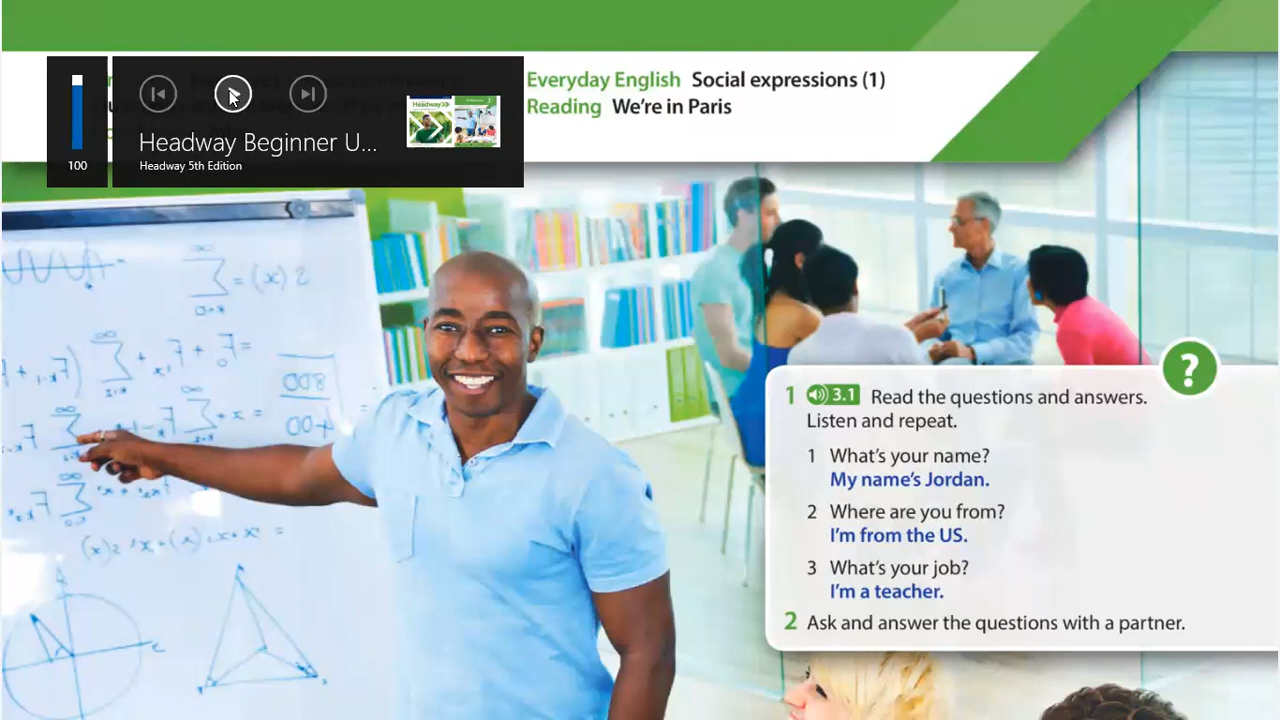 Everyday English Social expressions (1)
Reading We're in Paris
100
Headway Beginner U...
Headway 5th Edition
Headway
?
1 3.1 Read the questions and answers.
Listen and repeat.
1 What's your name?
My name's Jordan.
2 Where are you from?
I'm from the US.
3 What's your job?
I'm a teacher.
2 Ask and answer the questions with a partner.